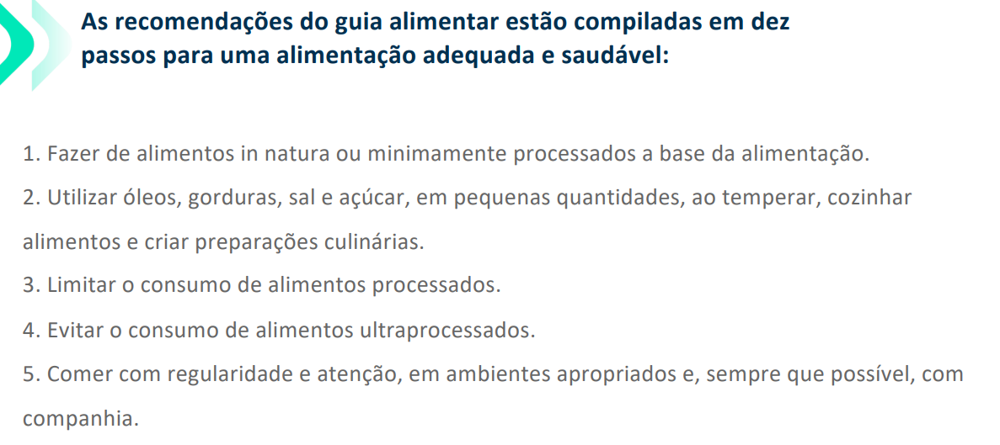 As recomendações do guia alimentar estão compiladas em dez
passos para uma alimentação adequada e saudável:
1. Fazer de alimentos in natura ou minimamente processados a base da alimentação.
2. Utilizar óleos, gorduras, sal e açúcar, em pequenas quantidades, ao temperar, cozinhar
alimentos e criar preparações culinárias.
3. Limitar o consumo de alimentos processados.
4. Evitar o consumo de alimentos ultraprocessados.
5. Comer com regularidade e atenção, em ambientes apropriados e, sempre que possível, com
companhia.